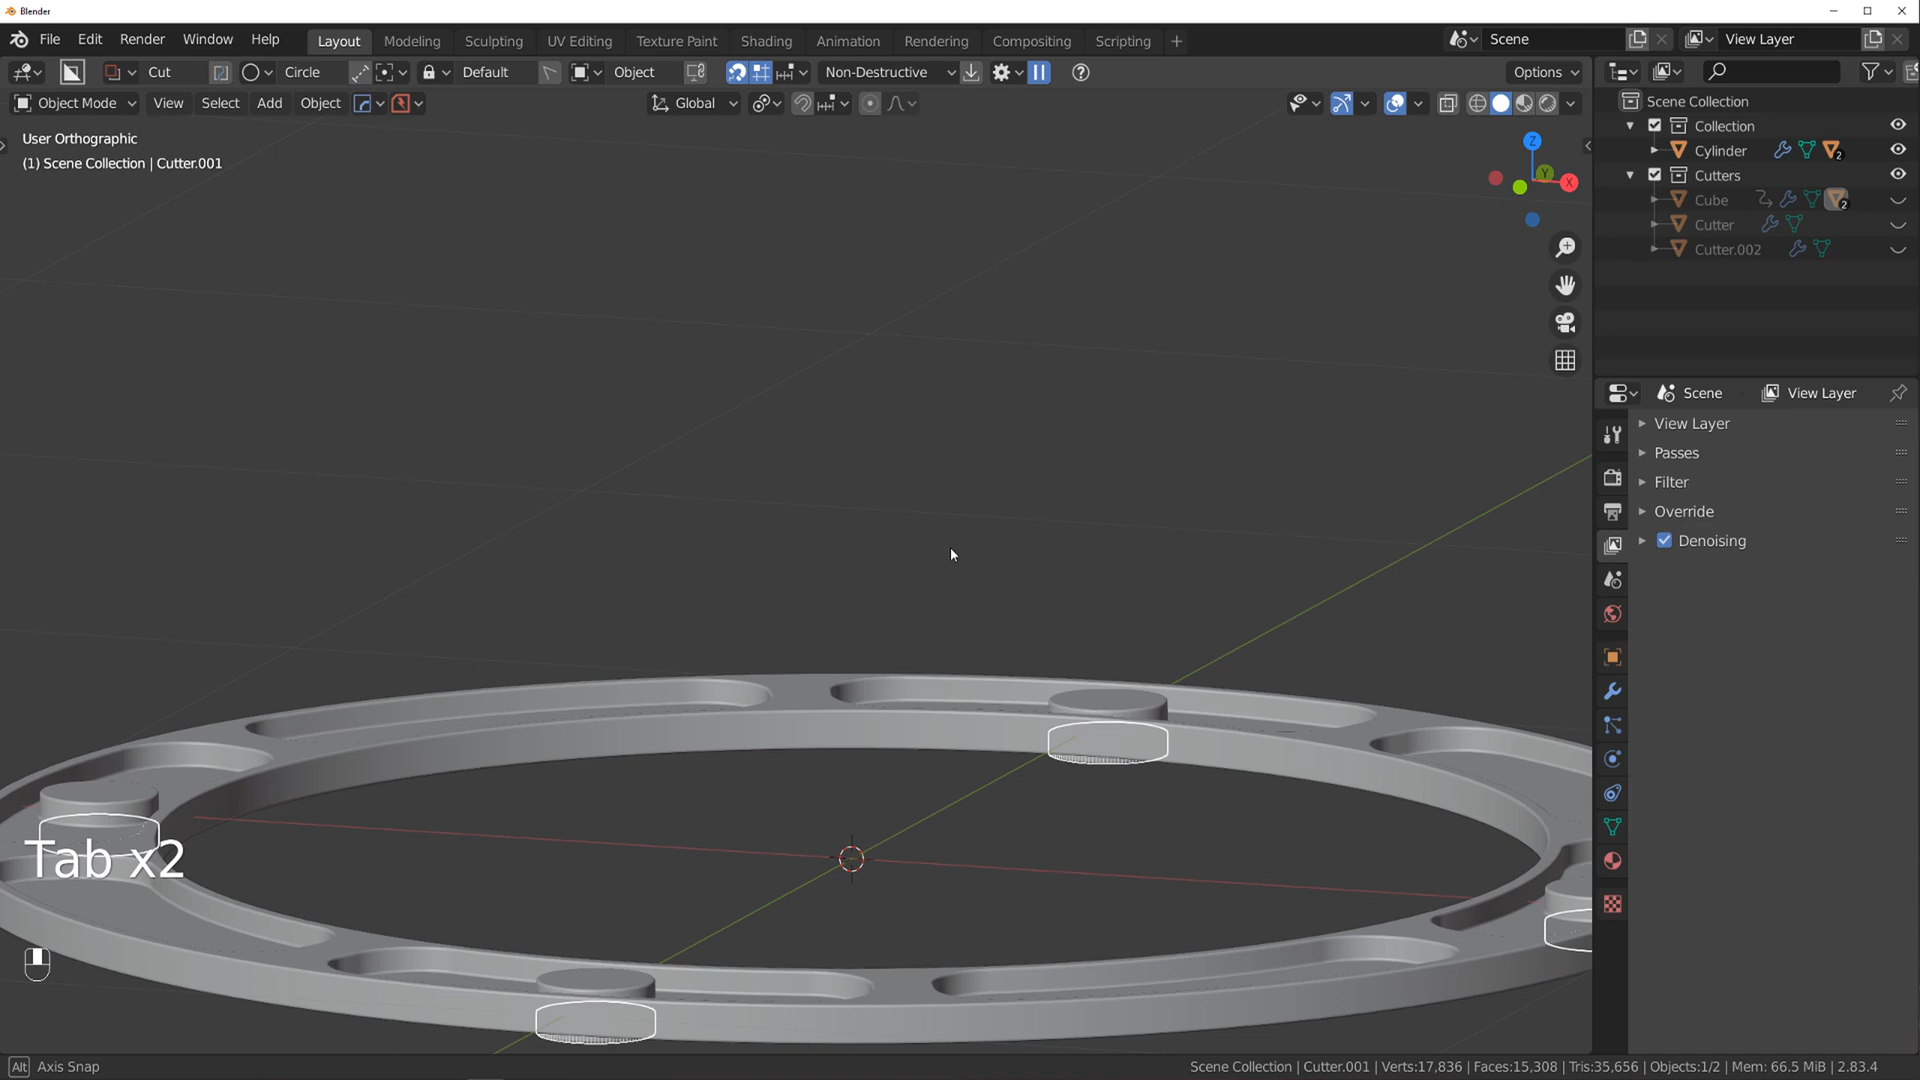 Blender
File Edit Render Window Help
Layout Modeling Sculpting UV Editing Texture Paint Shading Animation Rendering Compositing Scripting +
Scene View Layer
Cut Circle Default Object Non-Destructive Options
Object Mode View Select Add Object Global
User Orthographic
(1) Scene Collection | Cutter.001
Z
Y
X
Scene Collection
Collection
Cylinder 2
Cutters
Cube 2
Cutter
Cutter.002
Scene View Layer
View Layer
Passes
Filter
Override
Denoising
Tab x2
Alt Axis Snap
Scene Collection | Cutter.001 | Verts:17,836 | Faces:15,308 | Tris:35,656 | Objects:1/2 | Mem: 66.5 MiB | 2.83.4